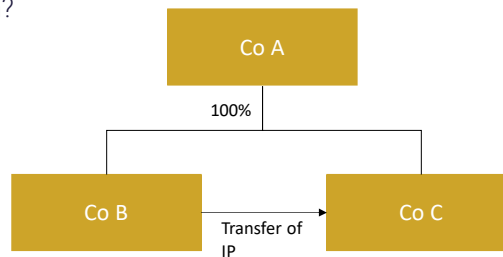 ?
Co A
100%
Co B
Transfer of
IP
Co C